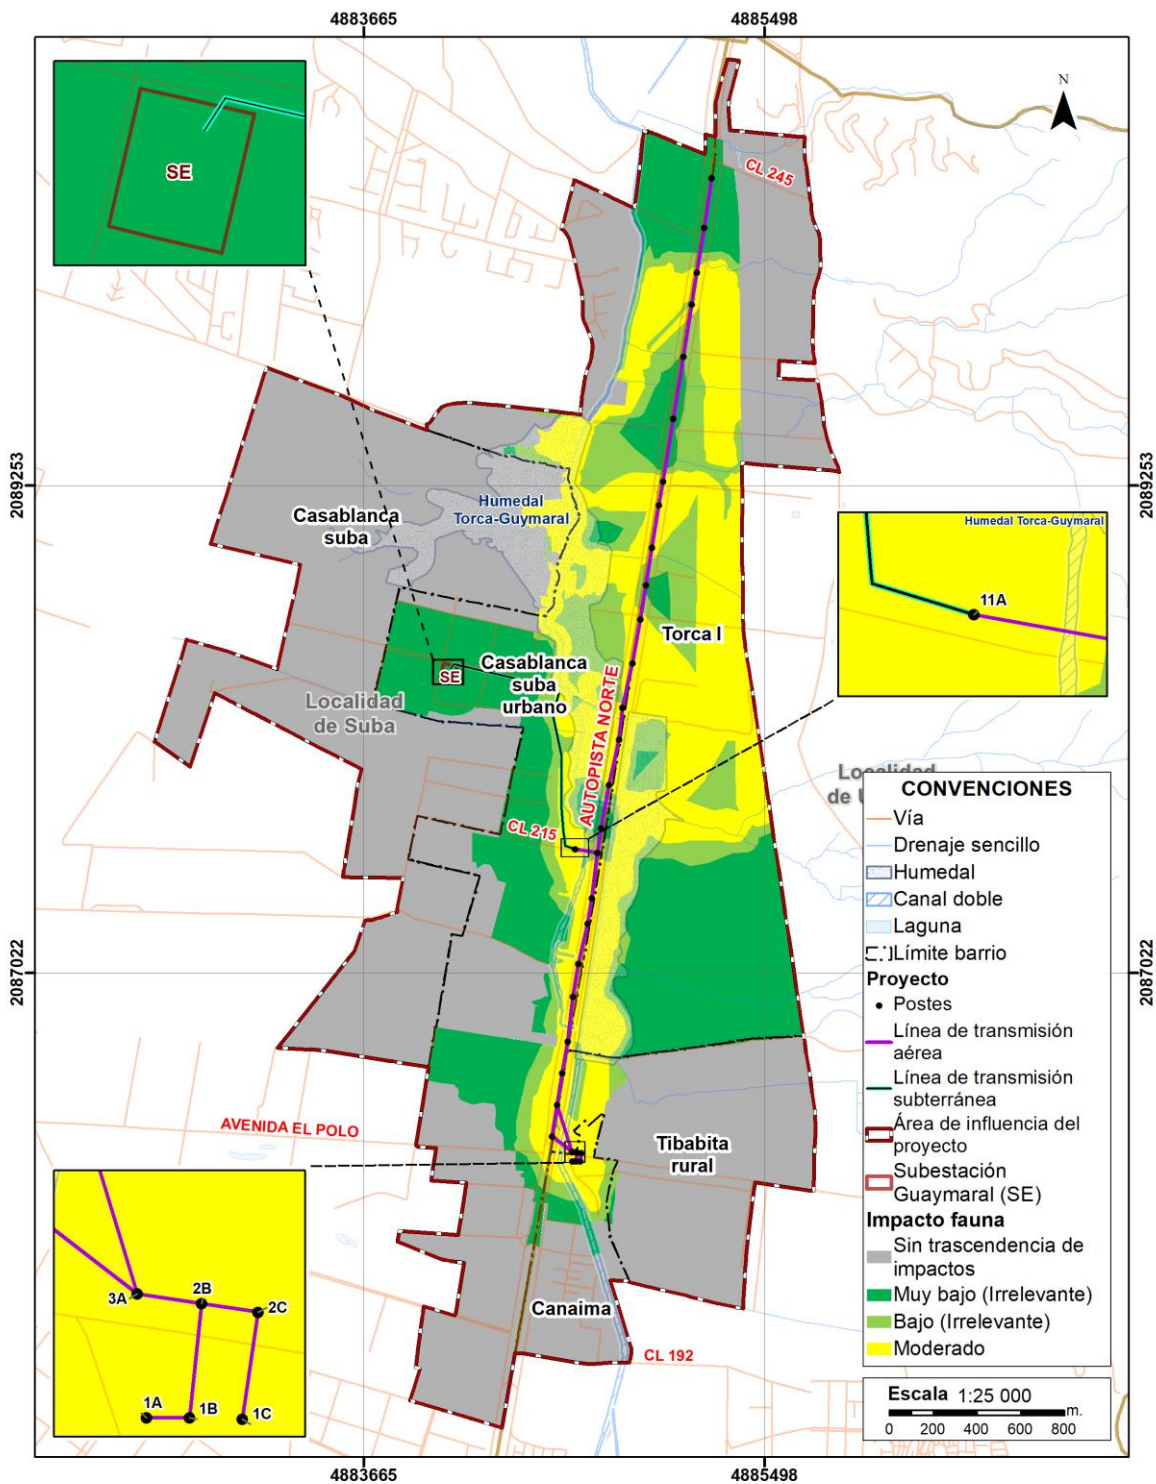 4883665
4885498
N
SE
CL 245
2089253
2089253
Casablanca
suba
Humedal
Torca-Guymaral
Humedal Torca-Guymaral
11A
Torca I
SE
Casablanca
suba
urbano
Localidad
de Suba
AUTOPISTA NORTE
CL 215
Localidad
de
CONVENCIONES
Vía
Drenaje sencillo
Humedal
Canal doble
Laguna
Límite barrio
Proyecto
Postes
Línea de transmisión
aérea
Línea de transmisión
subterránea
Área de influencia del
proyecto
Subestación
Guaymaral (SE)
Impacto fauna
Sin trascendencia de
impactos
Muy bajo (Irrelevante)
Bajo (Irrelevante)
Moderado
2087022
2087022
AVENIDA EL POLO
Tibabita
rural
3A
2B
2C
1A
1B
1C
Canaima
CL 192
Escala 1:25 000
m.
0 200 400 600 800
4883665
4885498